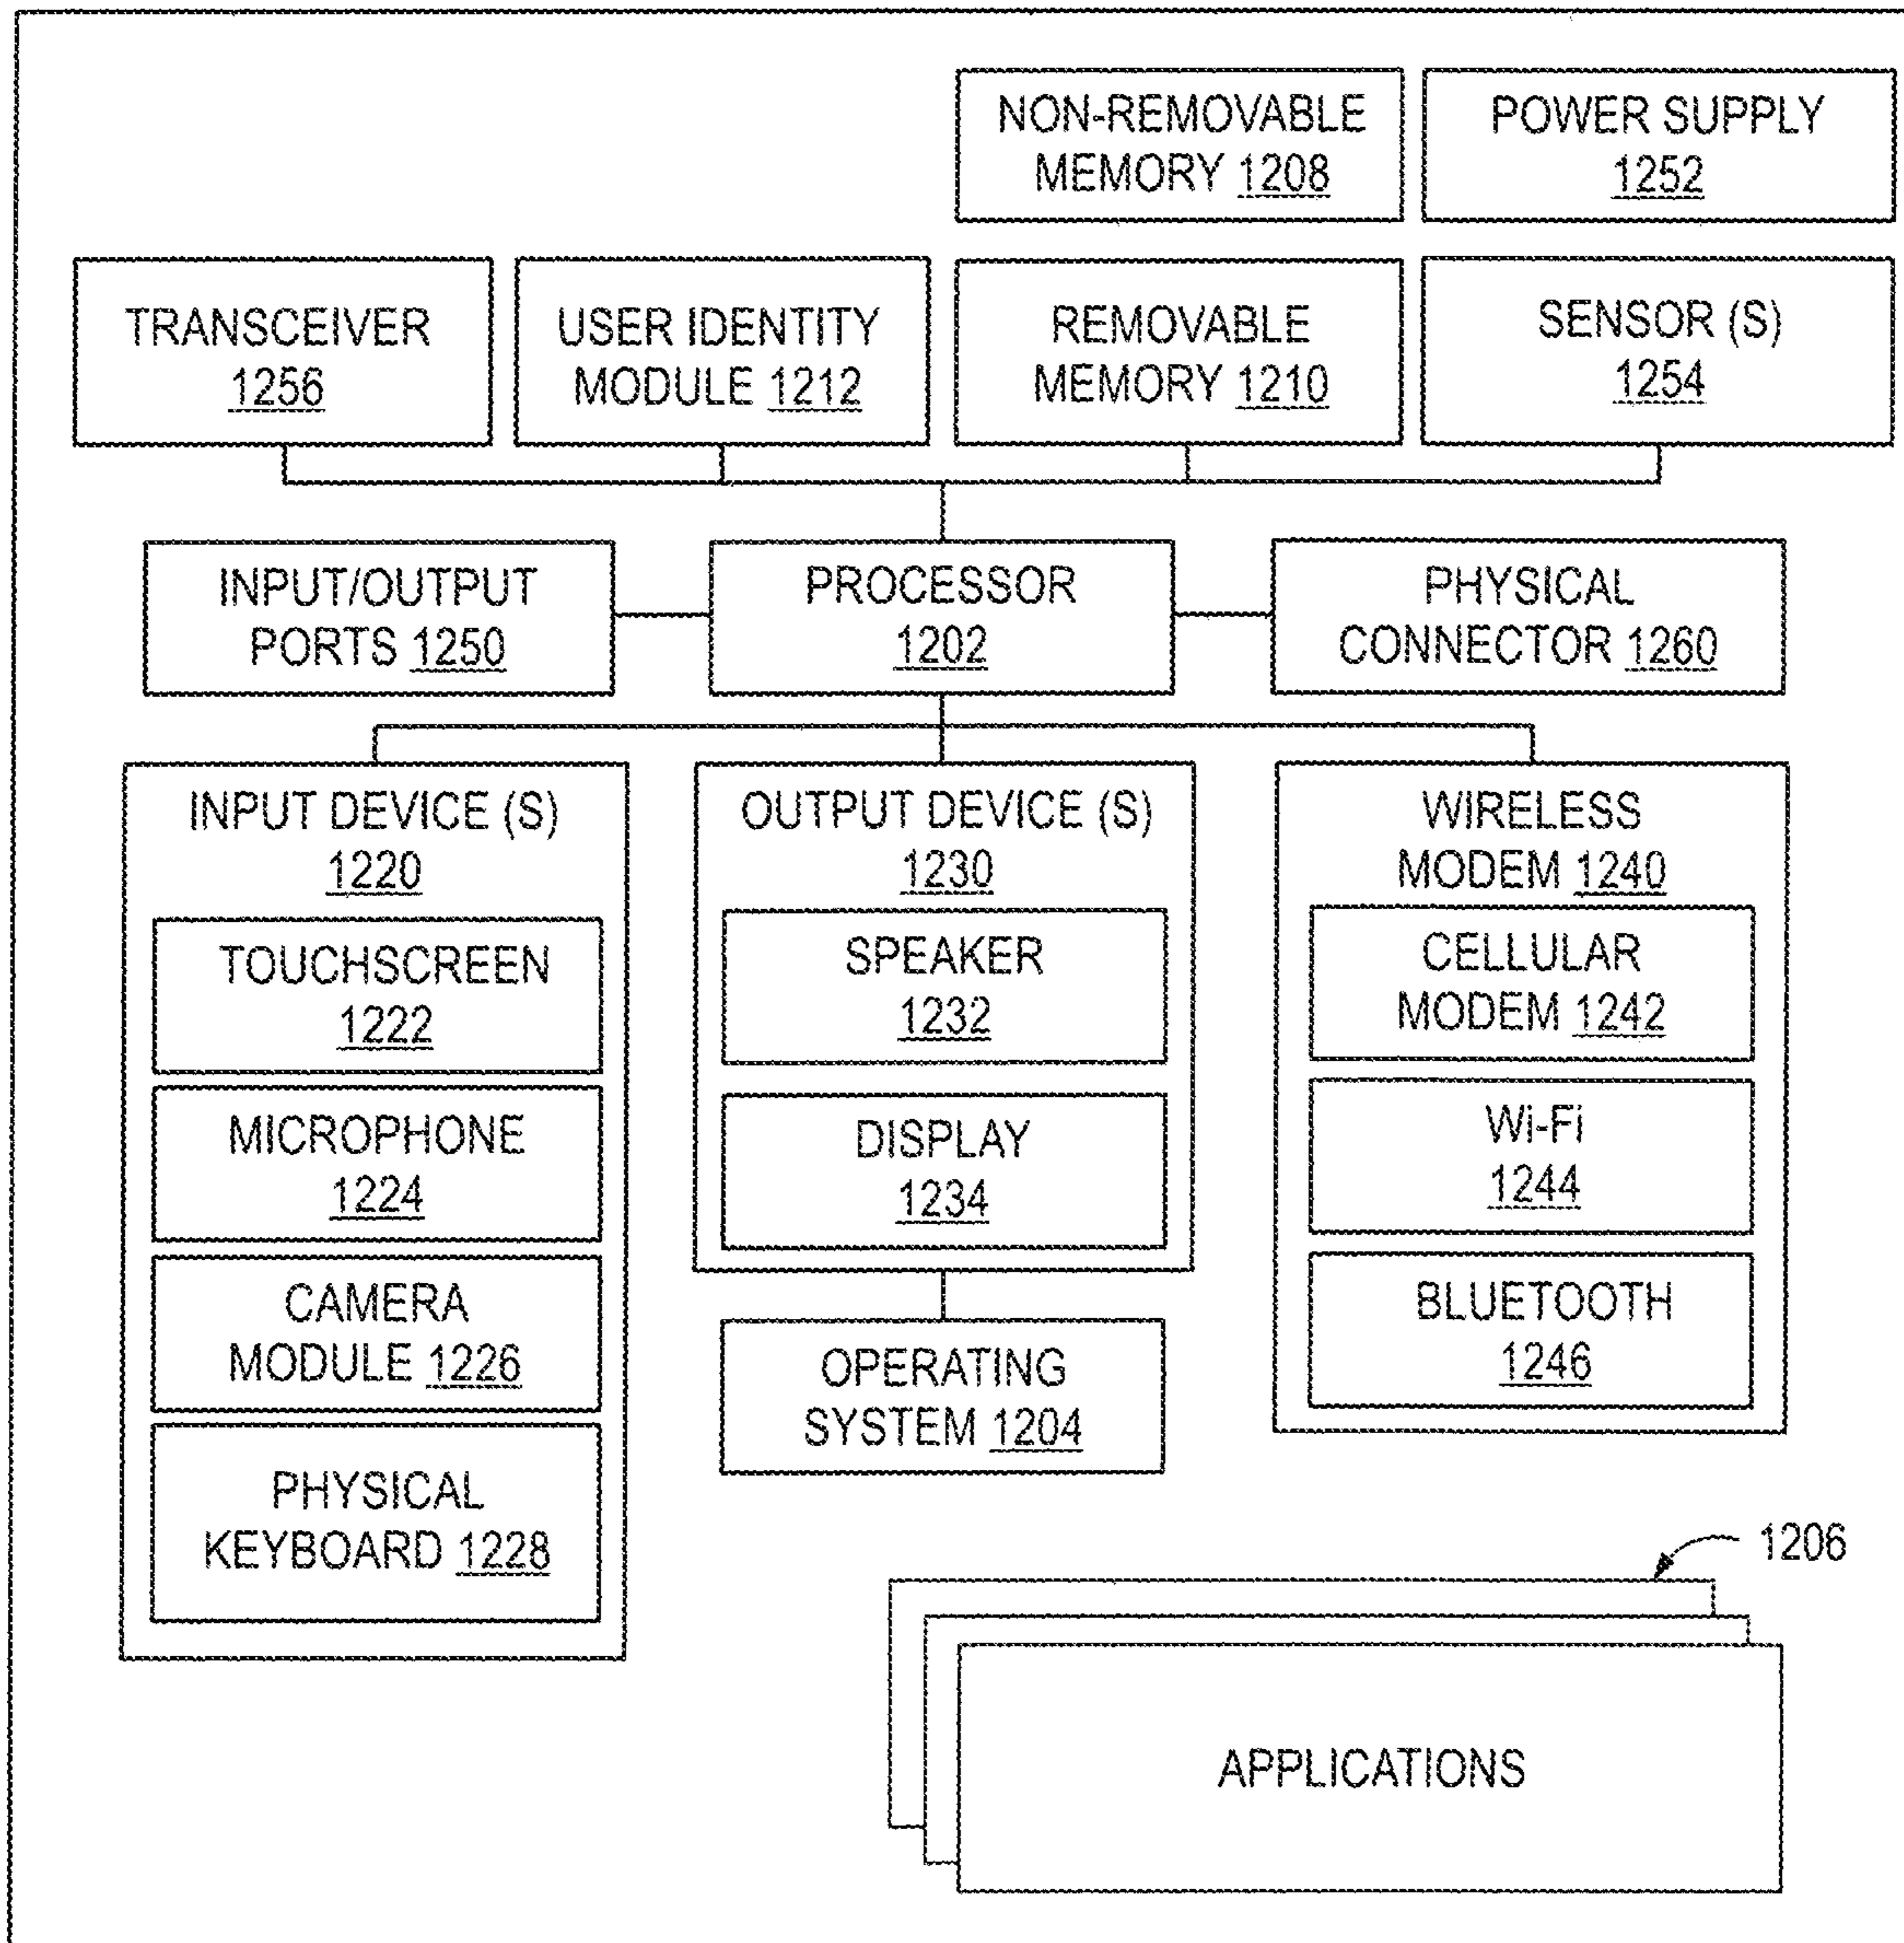 NON-REMOVABLE
MEMORY 1208
POWER SUPPLY
1252
TRANSCEIVER
1256
USER IDENTITY
MODULE 1212
REMOVABLE
MEMORY 1210
SENSOR (S)
1254
INPUT/OUTPUT
PORTS 1250
PROCESSOR
1202
PHYSICAL
CONNECTOR 1260
INPUT DEVICE (S)
1220
TOUCHSCREEN
1222
MICROPHONE
1224
CAMERA
MODULE 1226
PHYSICAL
KEYBOARD 1228
OUTPUT DEVICE (S)
1230
SPEAKER
1232
DISPLAY
1234
OPERATING
SYSTEM 1204
WIRELESS
MODEM 1240
CELLULAR
MODEM 1242
Wi-Fi
1244
BLUETOOTH
1246
1206
APPLICATIONS